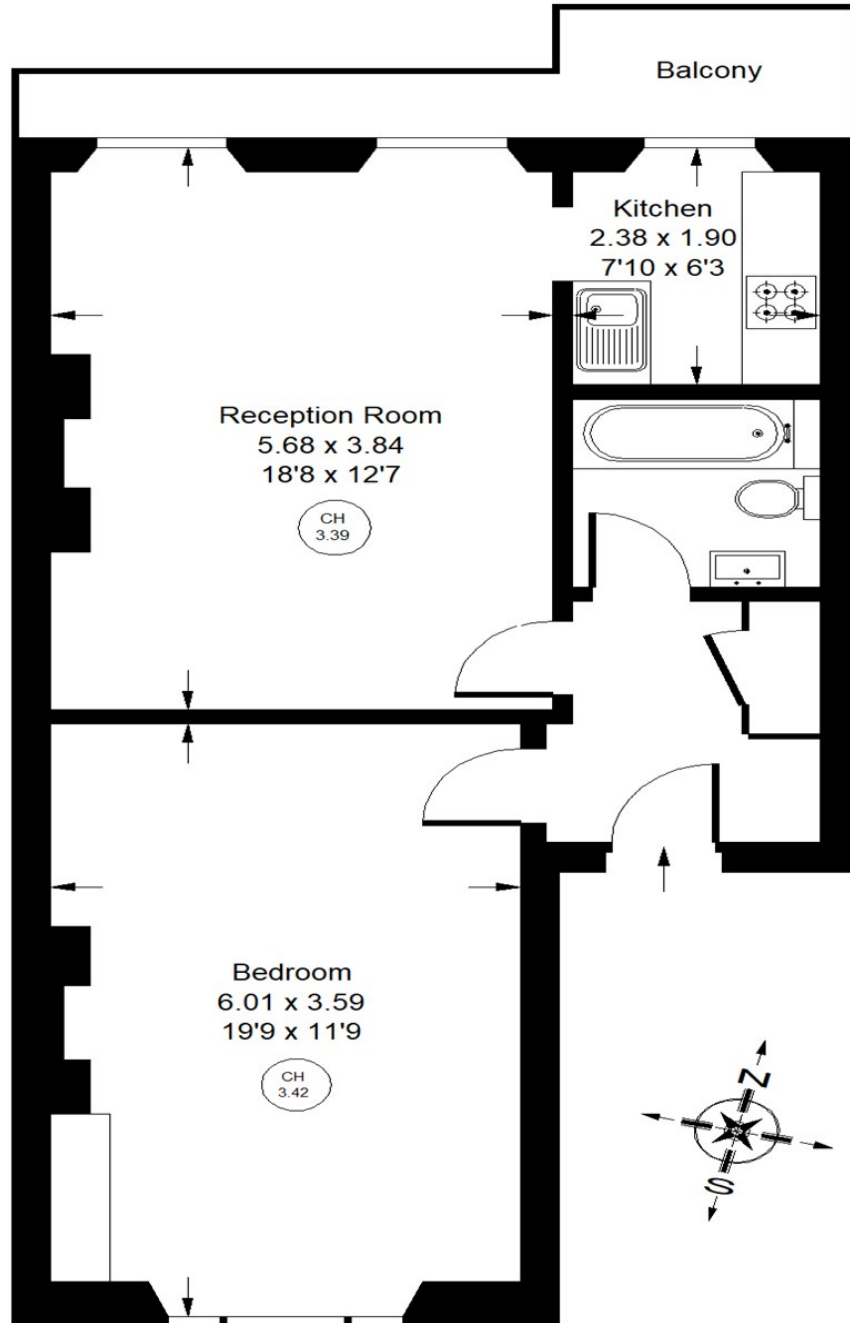 Balcony
Kitchen
2.38 x 1.90
7'10 x 6'3
Reception Room
5.68 x 3.84
18'8 x 12'7
CH
3.39
Bedroom
6.01 x 3.59
19'9 x 11'9
CH
3.42
N
S